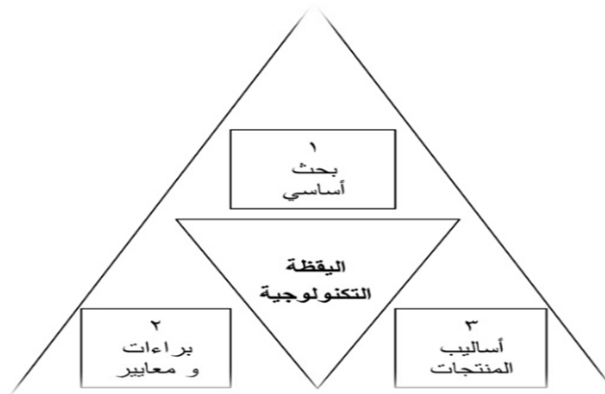 ١
بحث
أساسي
اليقظة
التكنولوجية
٢
براءات
و معايير
٣
أساليب
المنتجات